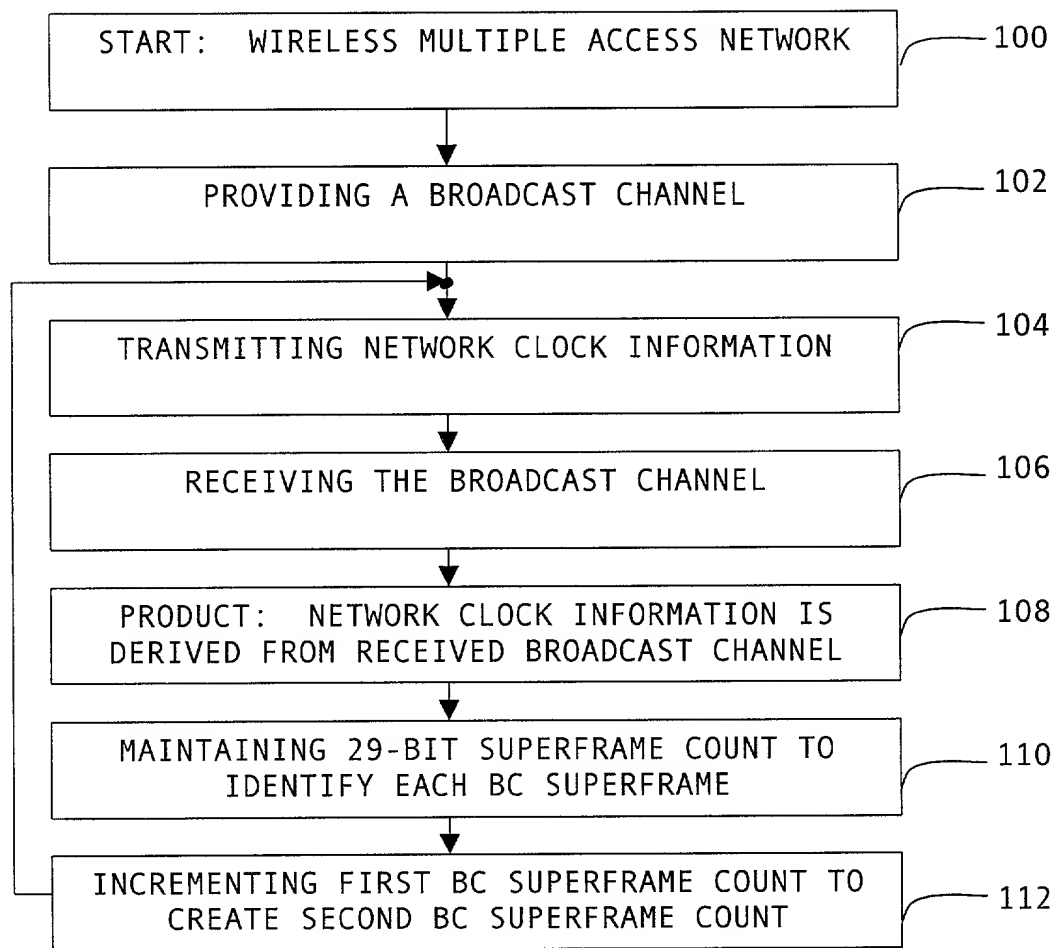 START: WIRELESS MULTIPLE ACCESS NETWORK
100
PROVIDING A BROADCAST CHANNEL
102
TRANSMITTING NETWORK CLOCK INFORMATION
104
RECEIVING THE BROADCAST CHANNEL
106
PRODUCT: NETWORK CLOCK INFORMATION IS
DERIVED FROM RECEIVED BROADCAST CHANNEL
108
MAINTAINING 29-BIT SUPERFRAME COUNT TO
IDENTIFY EACH BC SUPERFRAME
110
INCREMENTING FIRST BC SUPERFRAME COUNT TO
CREATE SECOND BC SUPERFRAME COUNT
112